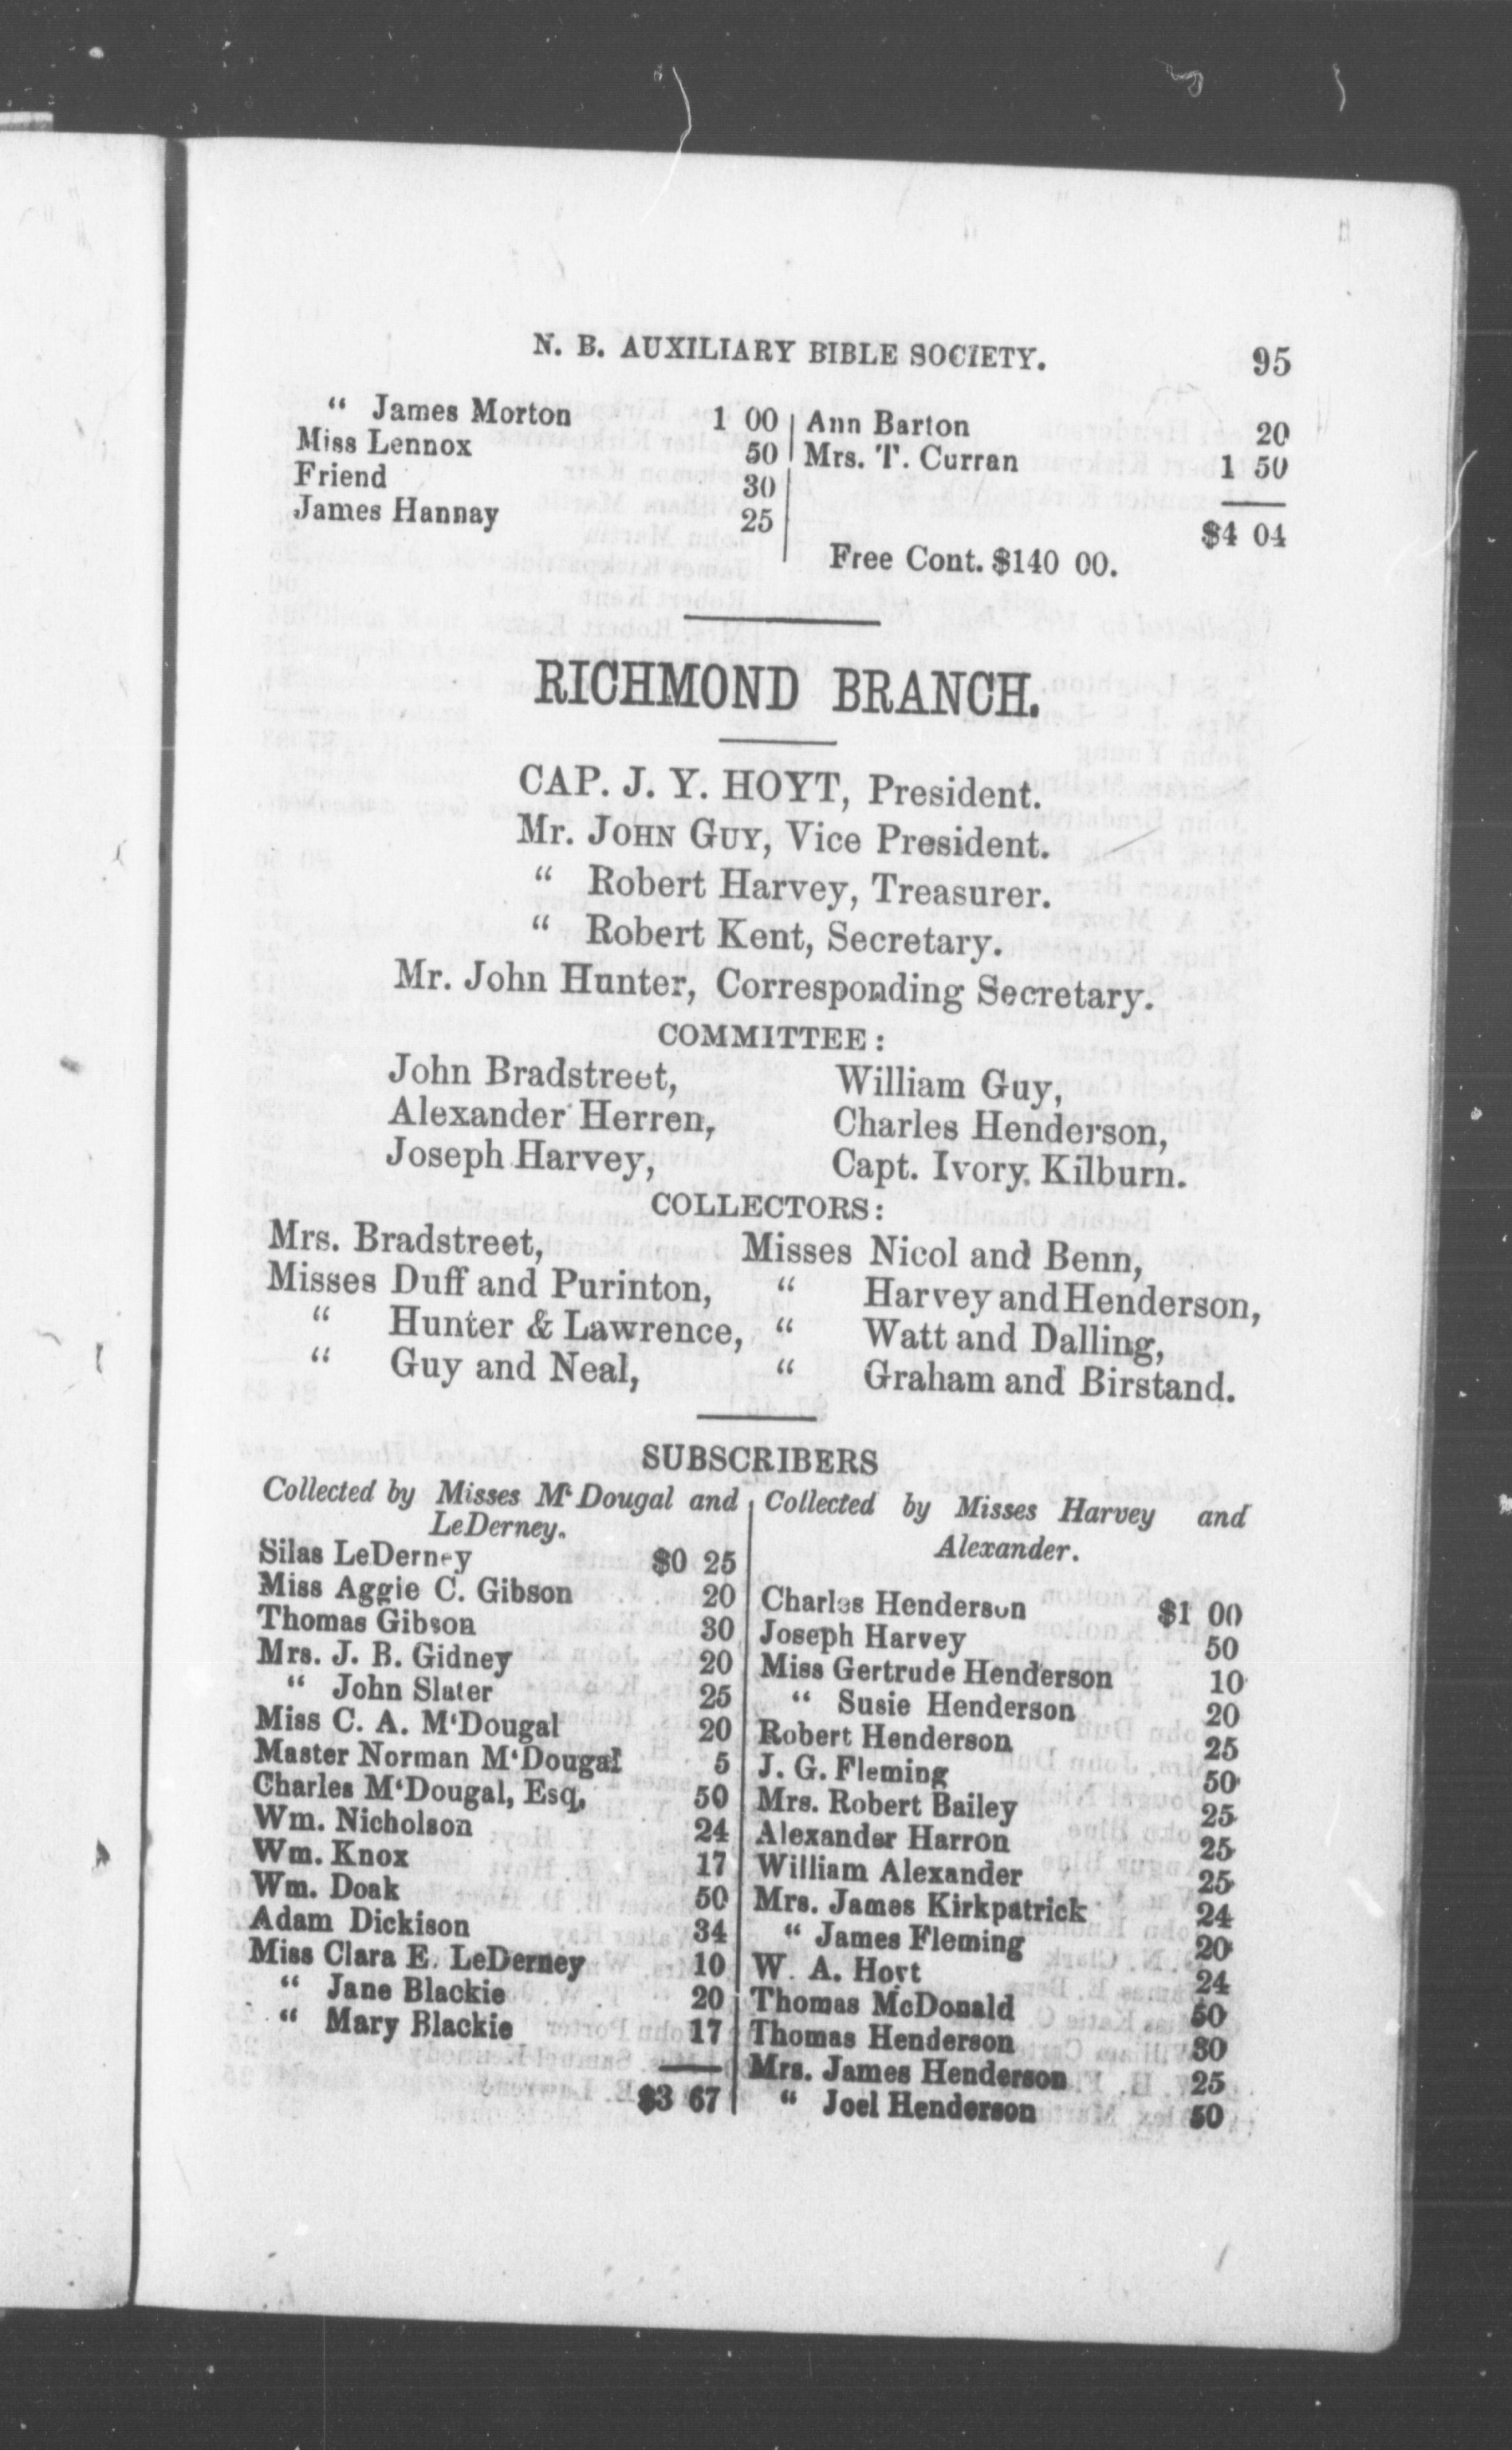 N. B. AUXILIARY BIBLE SOCIETY. 95
“ James Morton 1 00
Miss Lennox 50
Friend 30
James Hannay 25
Ann Barton 20
Mrs. T. Curran 1 50
$4 04
Free Cont. $140 00.
RICHMOND BRANCH.
CAP. J. Y. HOYT, President.
Mr. JOHN GUY, Vice President.
“ Robert Harvey, Treasurer.
“ Robert Kent, Secretary.
Mr. John Hunter, Corresponding Secretary.
COMMITTEE:
John Bradstreet, William Guy,
Alexander Herren, Charles Henderson,
Joseph Harvey, Capt. Ivory. Kilburn.
COLLECTORS:
Mrs. Bradstreet, Misses Nicol and Benn,
Misses Duff and Purinton, “ Harvey and Henderson,
“ Hunter & Lawrence, “ Watt and Dalling,
“ Guy and Neal, “ Graham and Birstand.
SUBSCRIBERS
Collected by Misses M‘Dougal and
LeDerney.
Silas LeDerney $0 25
Miss Aggie C. Gibson 20
Thomas Gibson 30
Mrs. J. B. Gidney 20
“ John Slater 25
Miss C. A. M‘Dougal 20
Master Norman M‘Dougal 5
Charles M‘Dougal, Esq, 50
Wm. Nicholson 24
Wm. Knox 17
Wm. Doak 50
Adam Dickison 34
Miss Clara E. LeDerney 10
“ Jane Blackie 20
“ Mary Blackie 17
$3 67
Collected by Misses Harvey and
Alexander.
Charles Henderson $1 00
Joseph Harvey 50
Miss Gertrude Henderson 10
“ Susie Henderson 20
Robert Henderson 25
J. G. Fleming 50
Mrs. Robert Bailey 25
Alexander Harron 25
William Alexander 25
Mrs. James Kirkpatrick 24
“ James Fleming 20
W. A. Hoyt 24
Thomas McDonald 50
Thomas Henderson 30
Mrs. James Henderson 25
“ Joel Henderson 50